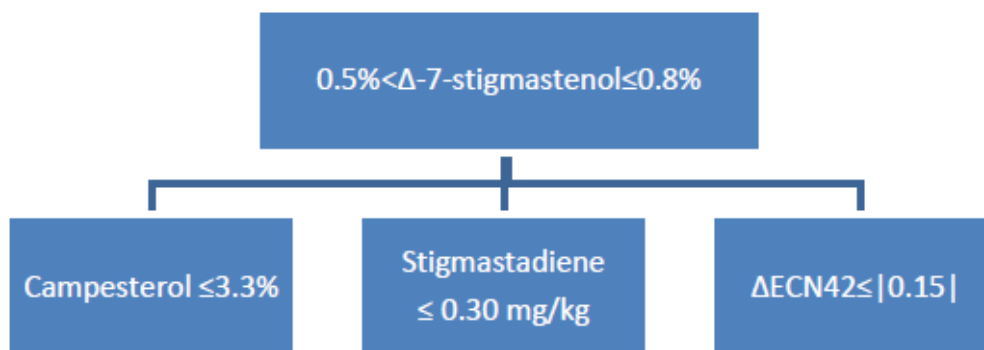 0.5%<Δ-7-stigmastenol≤0.8%
Campesterol ≤3.3%
Stigmastadiene
≤ 0.30 mg/kg
ΔECN42≤|0.15|